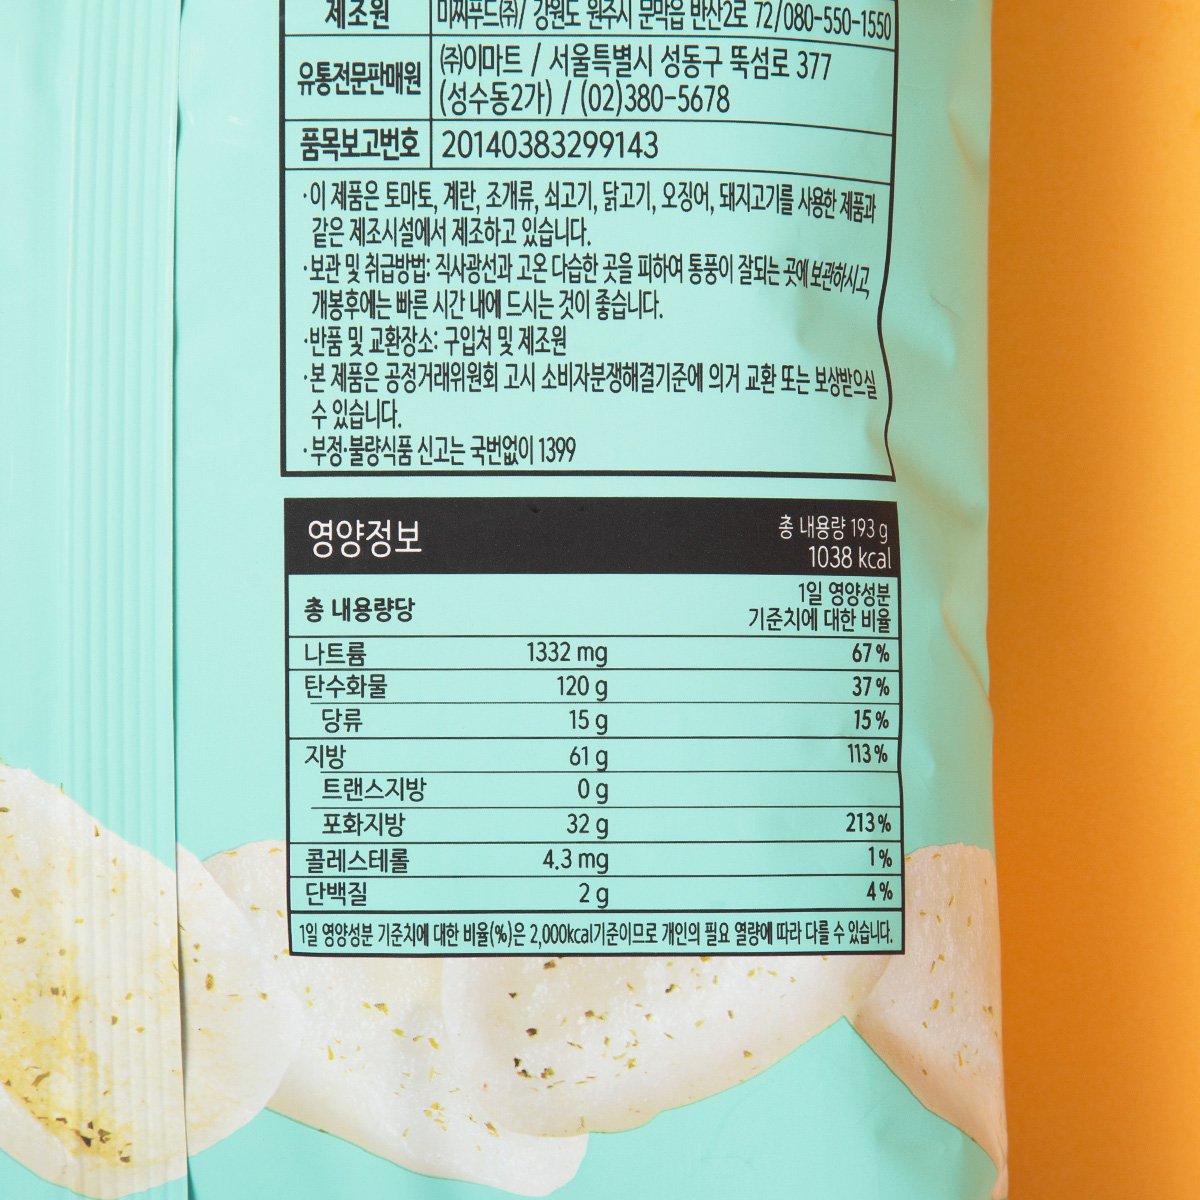 제조원 미찌푸드㈜/ 강원도 원주시 문막읍 반산2로 72/080-550-1550
유통전문판매원 ㈜이마트 / 서울특별시 성동구 뚝섬로 377
(성수동2가) / (02)380-5678
품목보고번호 20140383299143
·이 제품은 토마토, 계란, 조개류, 쇠고기, 닭고기, 오징어, 돼지고기를 사용한 제품과
같은 제조시설에서 제조하고 있습니다.
·보관 및 취급방법: 직사광선과 고온 다습한 곳을 피하여 통풍이 잘되는 곳에 보관하시고,
개봉후에는 빠른 시간 내에 드시는 것이 좋습니다.
·반품 및 교환장소: 구입처 및 제조원
·본 제품은 공정거래위원회 고시 소비자분쟁해결기준에 의거 교환 또는 보상받으실
수 있습니다.
·부정·불량식품 신고는 국번없이 1399
영양정보 총 내용량 193 g
1038 kcal
총 내용량당 1일 영양성분
기준치에 대한 비율
나트륨 1332 mg 67 %
탄수화물 120 g 37 %
당류 15 g 15 %
지방 61 g 113 %
트랜스지방 0 g
포화지방 32 g 213 %
콜레스테롤 4.3 mg 1 %
단백질 2 g 4 %
1일 영양성분 기준치에 대한 비율(%)은 2,000kcal기준이므로 개인의 필요 열량에 따라 다를 수 있습니다.